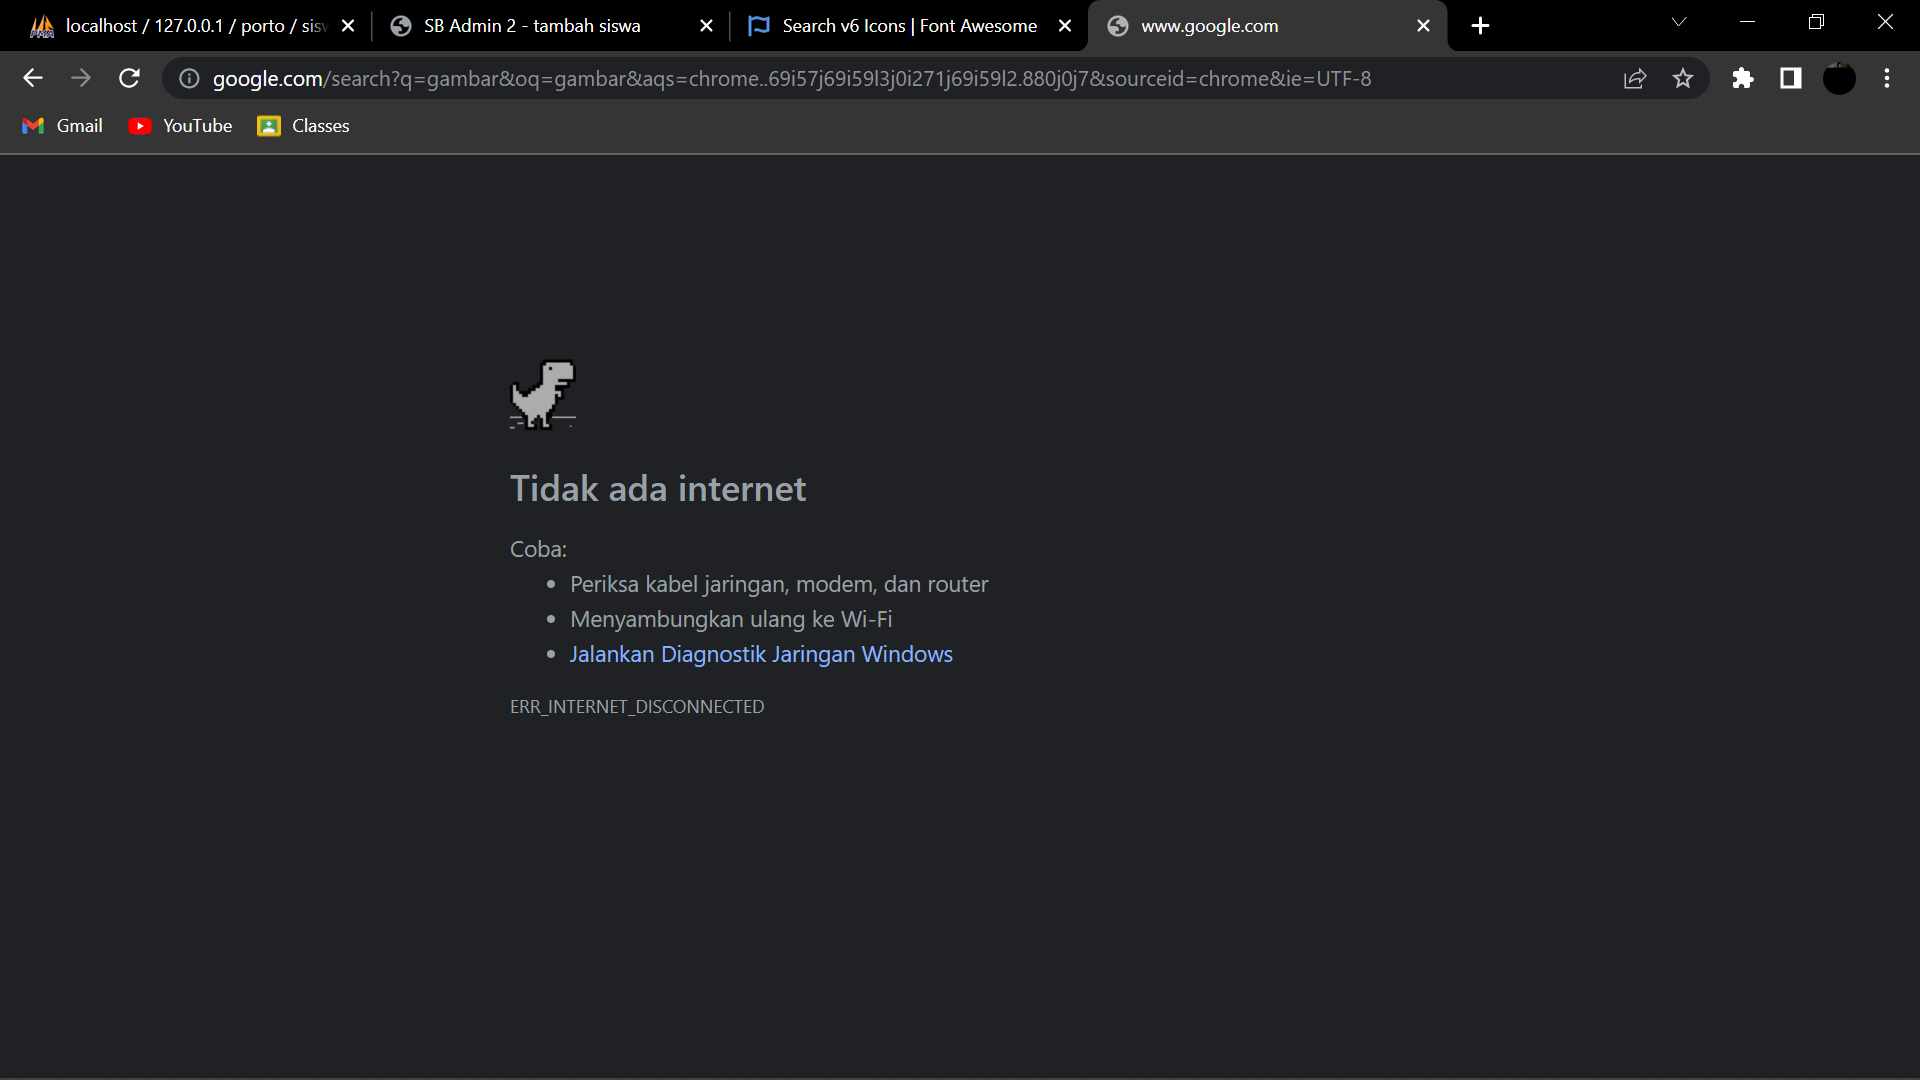 localhost / 127.0.0.1 / porto / sisw
SB Admin 2 - tambah siswa
Search v6 Icons | Font Awesome
www.google.com
google.com/search?q=gambar&oq=gambar&aqs=chrome..69i57j69i59l3j0i271j69i59l2.880j0j7&sourceid=chrome&ie=UTF-8
Gmail
YouTube
Classes
Tidak ada internet
Coba:
Periksa kabel jaringan, modem, dan router
Menyambungkan ulang ke Wi-Fi
Jalankan Diagnostik Jaringan Windows
ERR_INTERNET_DISCONNECTED